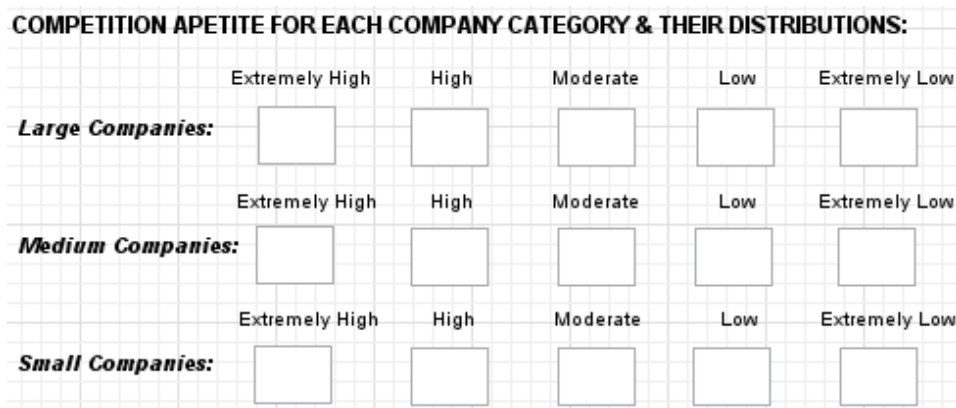 COMPETITION APETITE FOR EACH COMPANY CATEGORY & THEIR DISTRIBUTIONS:
Extremely High High Moderate Low Extremely Low
Large Companies:
Extremely High High Moderate Low Extremely Low
Medium Companies:
Extremely High High Moderate Low Extremely Low
Small Companies: